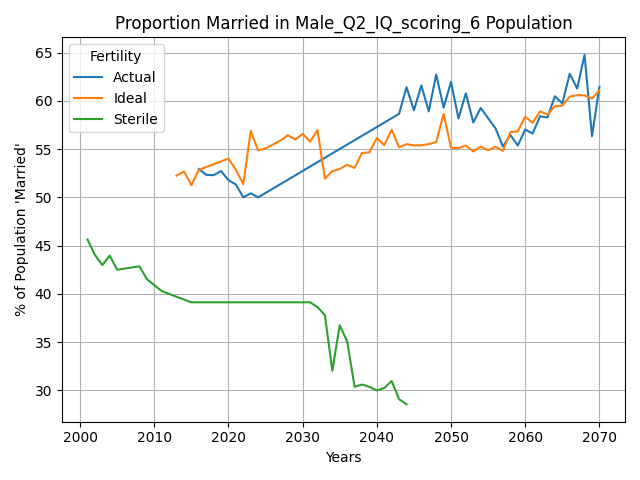 Proportion Married in Male_Q2_IQ_scoring_6 Population
Fertility
Actual
Ideal
Sterile
% of Population 'Married'
65
60
55
50
45
40
35
30
2000 2010 2020 2030 2040 2050 2060 2070
Years